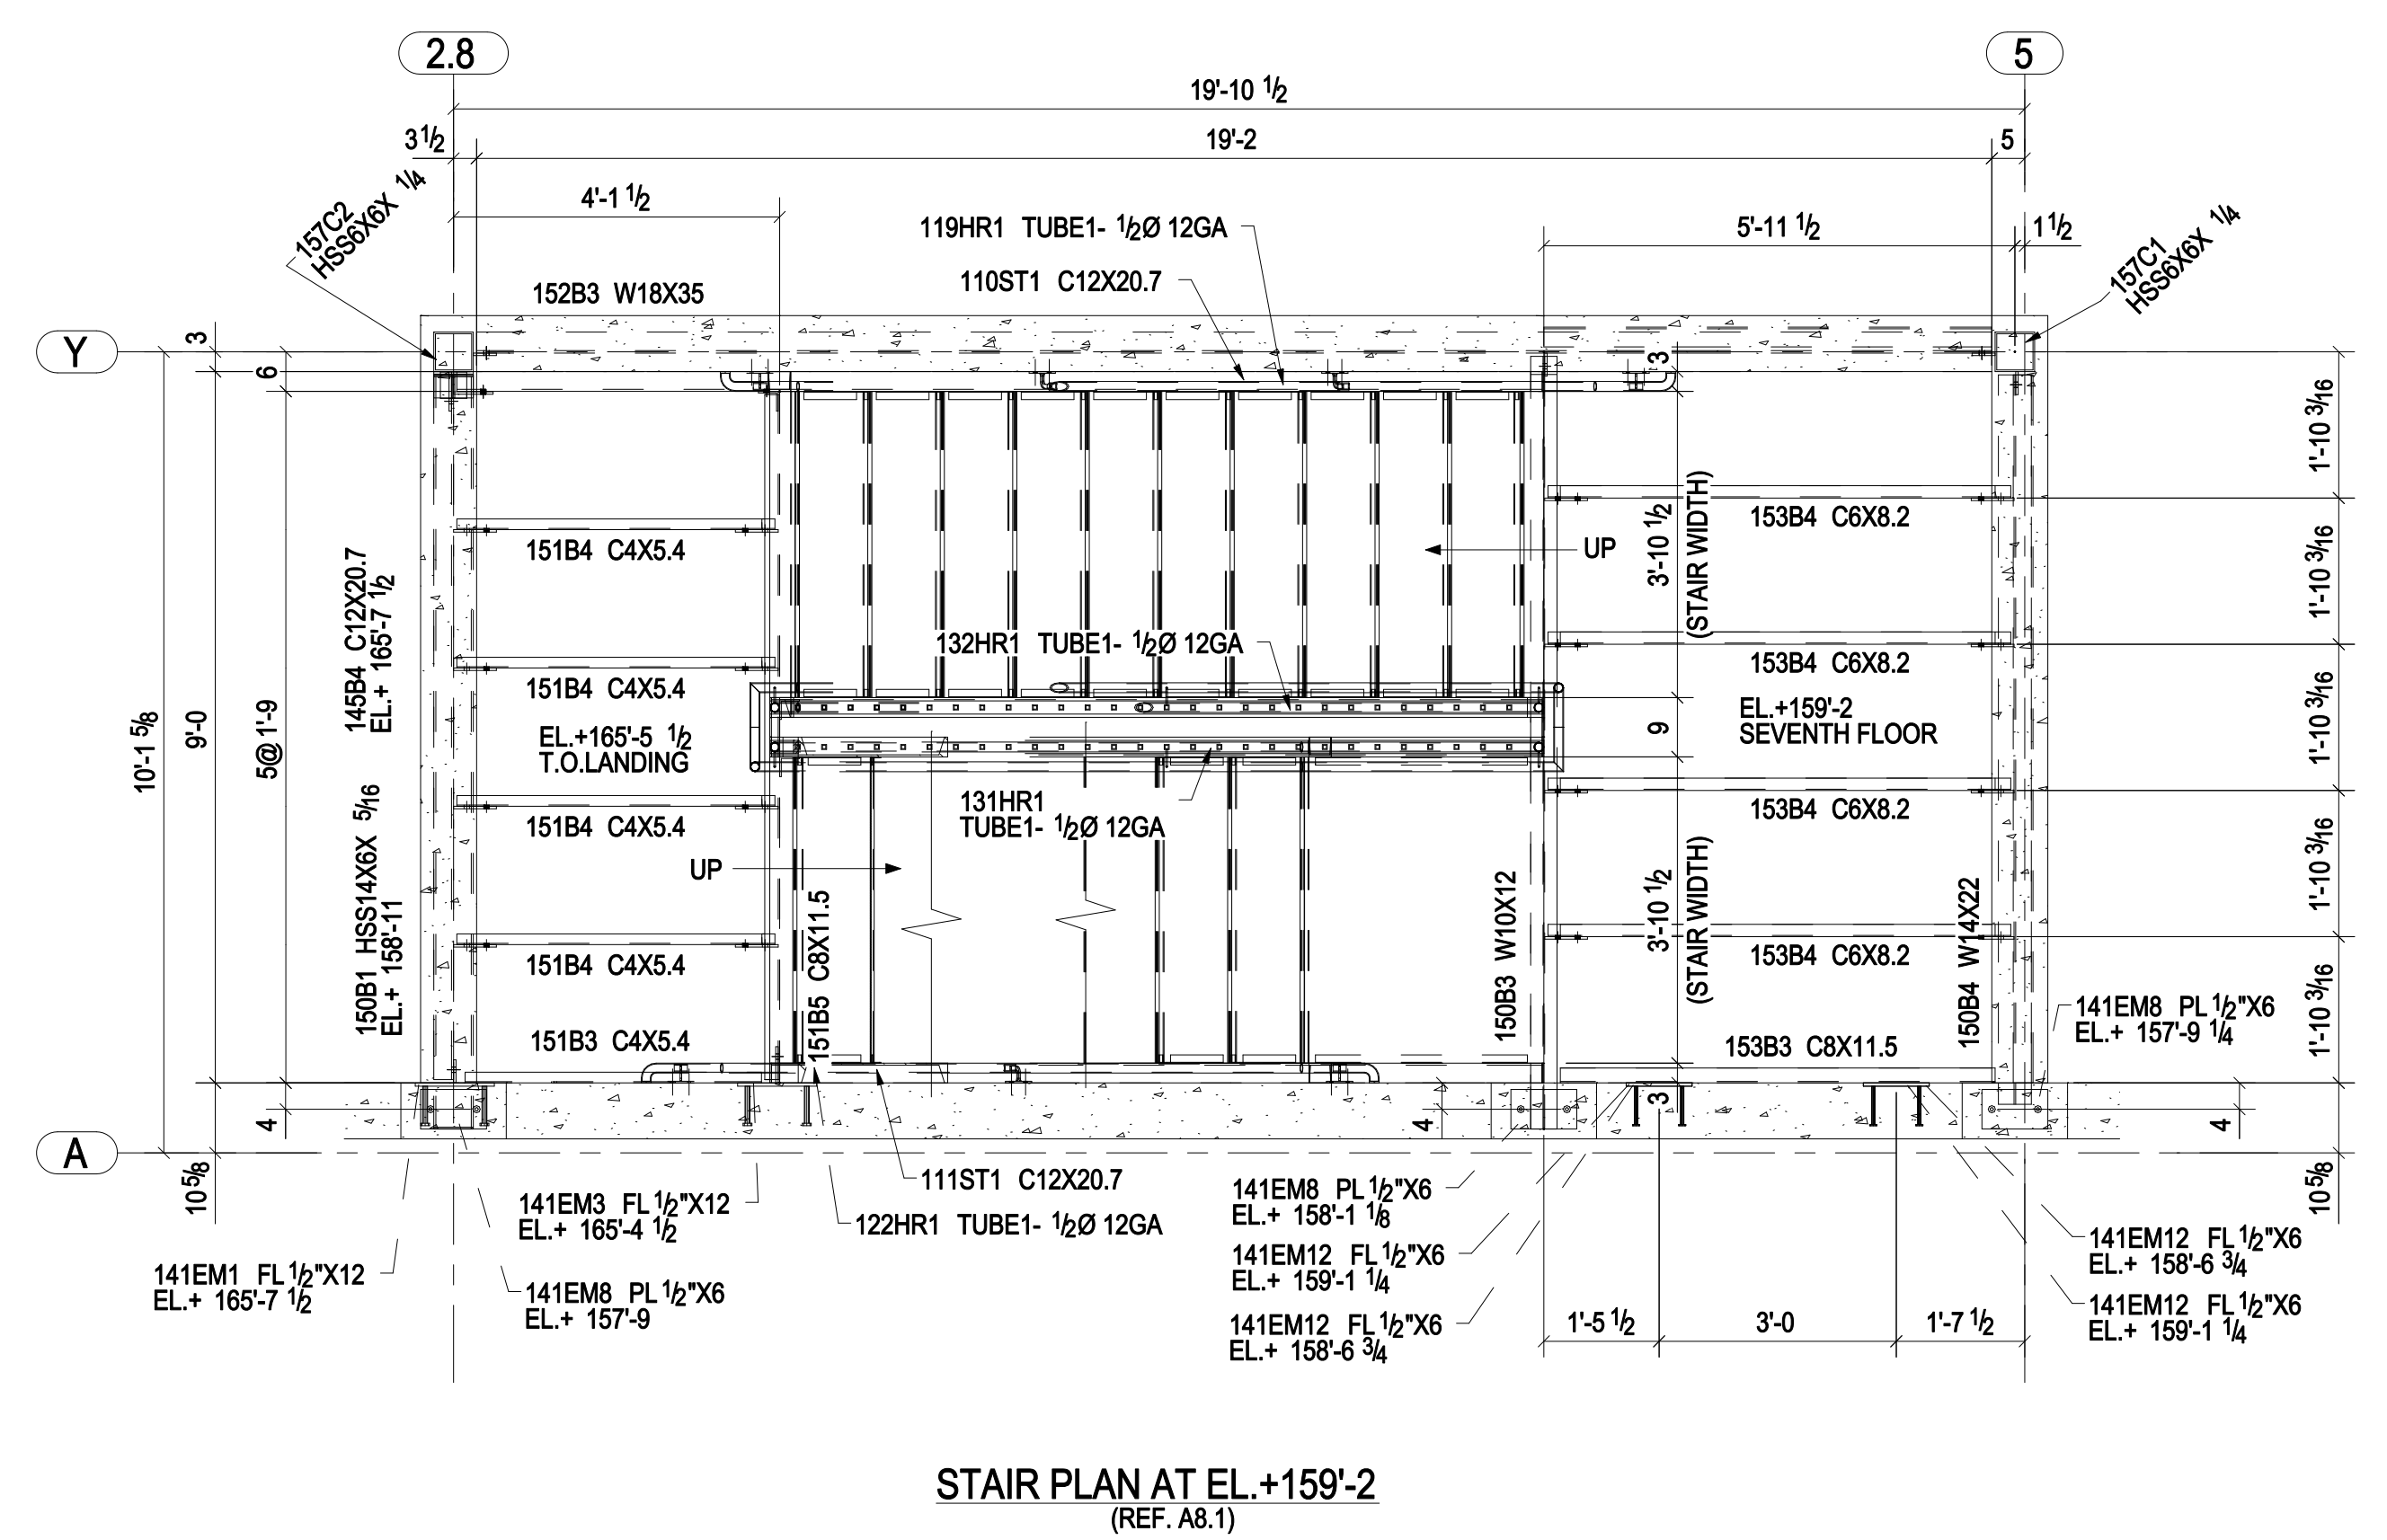 2.8
5
19'-10 1/2
3 1/2
19'-2
5
4'-1 1/2
5'-11 1/2
1 1/2
157C2
HSS6X6X 1/4
157C1
HSS6X6X 1/4
119HR1 TUBE1- 1/2Ø 12GA
110ST1 C12X20.7
152B3 W18X35
Y
3
6
3
10'-1 5/8
9'-0
5@1'-9
145B4 C12X20.7
EL.+ 165'-7 1/2
150B1 HSS14X6X 5/16
EL.+ 158'-11
151B4 C4X5.4
151B4 C4X5.4
EL.+165'-5 1/2
T.O.LANDING
151B4 C4X5.4
151B4 C4X5.4
151B3 C4X5.4
UP
UP
132HR1 TUBE1- 1/2Ø 12GA
131HR1
TUBE1- 1/2Ø 12GA
151B5 C8X11.5
3'-10 1/2
(STAIR WIDTH)
9
3'-10 1/2
(STAIR WIDTH)
3
153B4 C6X8.2
153B4 C6X8.2
EL.+159'-2
SEVENTH FLOOR
153B4 C6X8.2
153B4 C6X8.2
153B3 C8X11.5
150B3 W10X12
150B4 W14X22
1'-10 3/16
1'-10 3/16
1'-10 3/16
1'-10 3/16
1'-10 3/16
141EM8 PL 1/2"X6
EL.+ 157'-9 1/4
4
4
4
A
10 5/8
10 5/8
111ST1 C12X20.7
122HR1 TUBE1- 1/2Ø 12GA
141EM3 FL 1/2"X12
EL.+ 165'-4 1/2
141EM1 FL 1/2"X12
EL.+ 165'-7 1/2
141EM8 PL 1/2"X6
EL.+ 157'-9
141EM8 PL 1/2"X6
EL.+ 158'-1 1/8
141EM12 FL 1/2"X6
EL.+ 159'-1 1/4
141EM12 FL 1/2"X6
EL.+ 158'-6 3/4
141EM12 FL 1/2"X6
EL.+ 158'-6 3/4
141EM12 FL 1/2"X6
EL.+ 159'-1 1/4
1'-5 1/2
3'-0
1'-7 1/2
STAIR PLAN AT EL.+159'-2
(REF. A8.1)